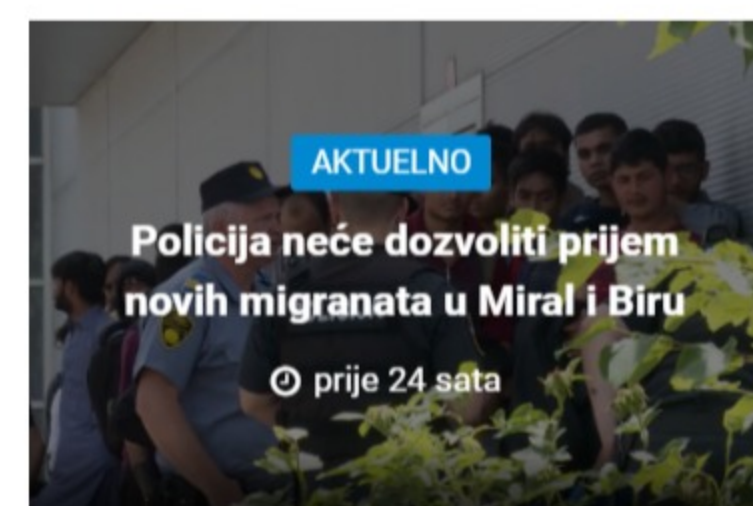 AKTUELNO
Policija neće dozvoliti prijem
novih migranata u Miral i Biru
prije 24 sata